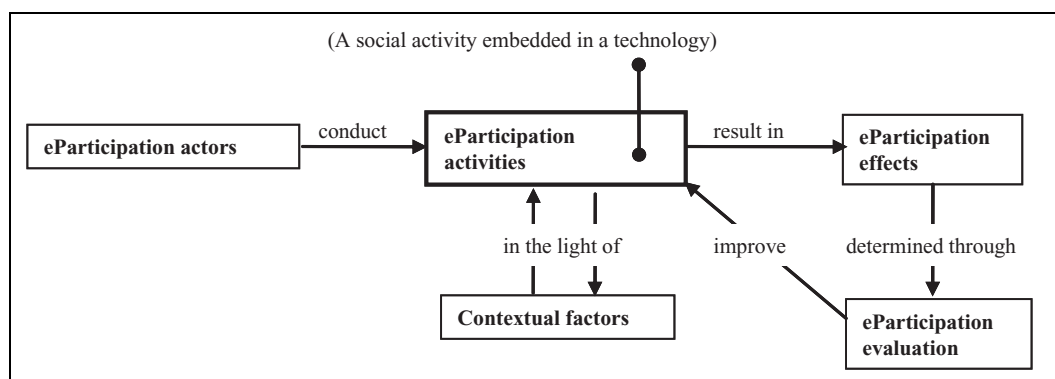 (A social activity embedded in a technology)
eParticipation actors
conduct
eParticipation
activities
result in
eParticipation
effects
in the light of
improve
determined through
Contextual factors
eParticipation
evaluation